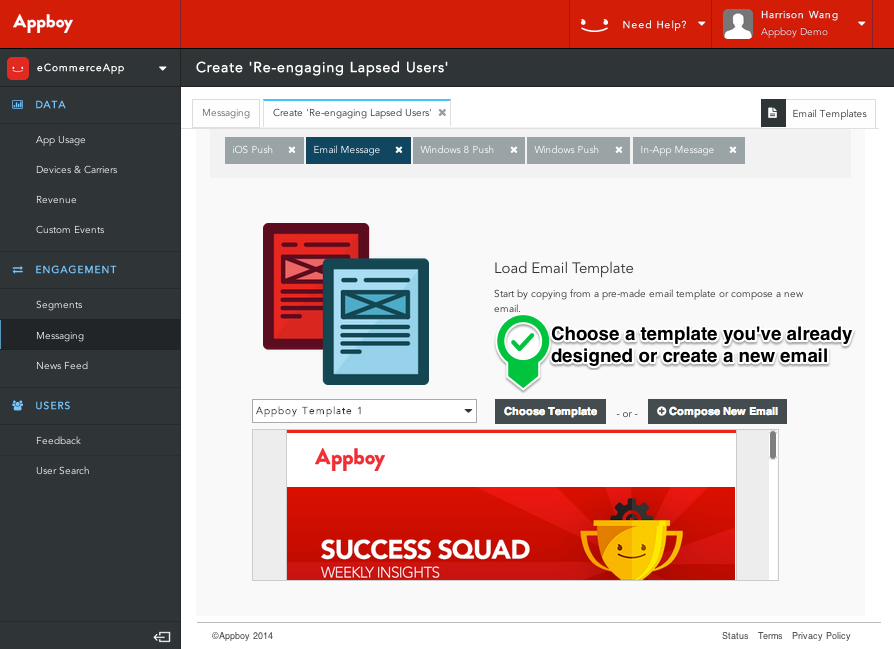 Appboy
Need Help?
Harrison Wang
Appboy Demo
eCommerceApp
Create 'Re-engaging Lapsed Users'
DATA
App Usage
Devices & Carriers
Revenue
Custom Events
ENGAGEMENT
Segments
Messaging
News Feed
USERS
Feedback
User Search
Messaging
Create 'Re-engaging Lapsed Users'
Email Templates
iOS Push
Email Message
Windows 8 Push
Windows Push
In-App Message
Load Email Template
Start by copying from a pre-made email template or compose a new
email.
Choose a template you've already
designed or create a new email
Appboy Template 1
Choose Template
- or -
Compose New Email
Appboy
SUCCESS SQUAD
WEEKLY INSIGHTS
©Appboy 2014
Status
Terms
Privacy Policy